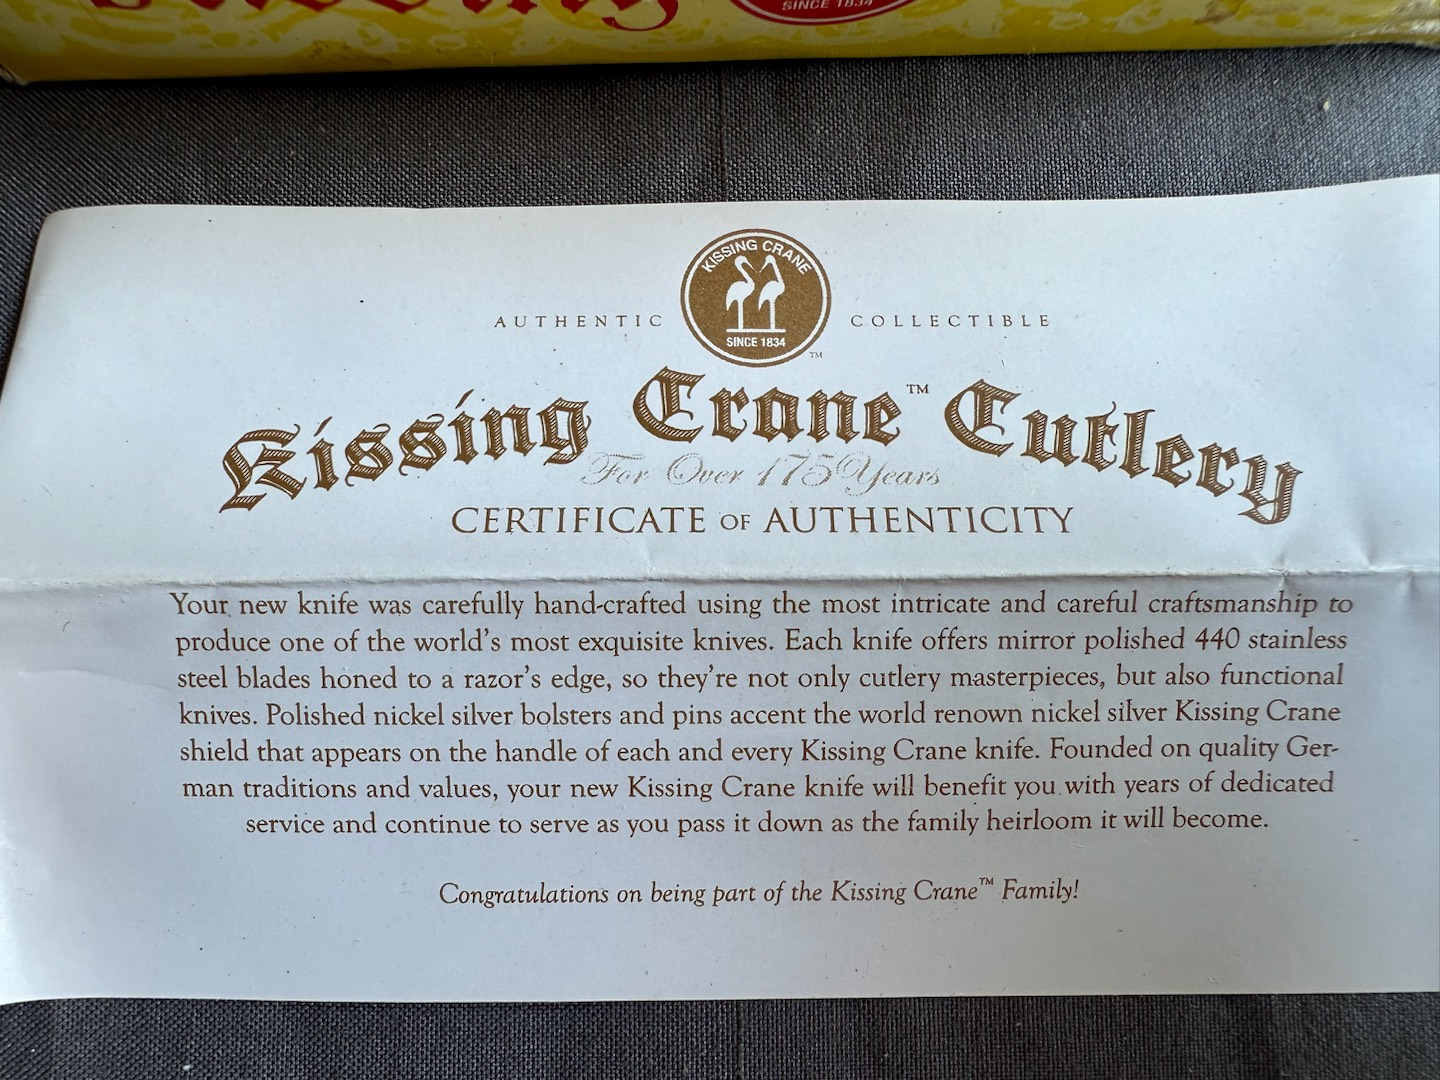 SINCE 1834
KISSING CRANE
SINCE 1834
TM
AUTHENTIC COLLECTIBLE
Kissing Crane™ Cutlery
For Over 175 Years
CERTIFICATE OF AUTHENTICITY
Your new knife was carefully hand-crafted using the most intricate and careful craftsmanship to
produce one of the world's most exquisite knives. Each knife offers mirror polished 440 stainless
steel blades honed to a razor's edge, so they're not only cutlery masterpieces, but also functional
knives. Polished nickel silver bolsters and pins accent the world renown nickel silver Kissing Crane
shield that appears on the handle of each and every Kissing Crane knife. Founded on quality Ger-
man traditions and values, your new Kissing Crane knife will benefit you with years of dedicated
service and continue to serve as you pass it down as the family heirloom it will become.
Congratulations on being part of the Kissing Crane™ Family!